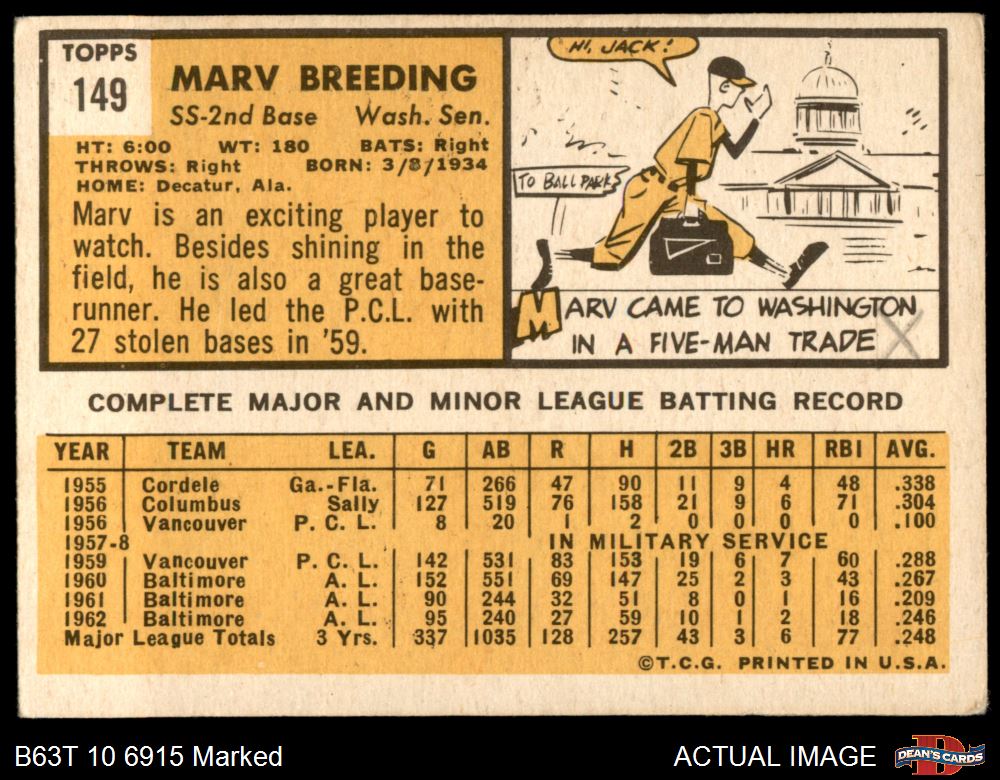 TOPPS
149
MARV BREEDING
SS-2nd Base Wash. Sen.
HT: 6:00 WT: 180 BATS: Right
THROWS: Right BORN: 3/8/1934
HOME: Decatur, Ala.
Marv is an exciting player to
watch. Besides shining in the
field, he is also a great base-
runner. He led the P.C.L. with
27 stolen bases in '59.
HI, JACK!
TO BALL PARKS
MARV CAME TO WASHINGTON
IN A FIVE-MAN TRADE
COMPLETE MAJOR AND MINOR LEAGUE BATTING RECORD
YEAR TEAM LEA. G AB R H 2B 3B HR RBI AVG.
1955 Cordele Ga.-Fla. 71 266 47 90 11 9 4 48 .338
1956 Columbus Sally 127 519 76 158 21 9 6 71 .304
1956 Vancouver P. C. L. 8 20 1 2 0 0 0 0 .100
1957-8 IN MILITARY SERVICE
1959 Vancouver P. C. L. 142 531 83 153 19 6 7 60 .288
1960 Baltimore A. L. 152 551 69 147 25 2 3 43 .267
1961 Baltimore A. L. 90 244 32 51 8 0 1 16 .209
1962 Baltimore A. L. 95 240 27 59 10 1 2 18 .246
Major League Totals 3 Yrs. 337 1035 128 257 43 3 6 77 .248
©T.C.G. PRINTED IN U.S.A.
B63T 10 6915 Marked
ACTUAL IMAGE
DEAN'S CARDS